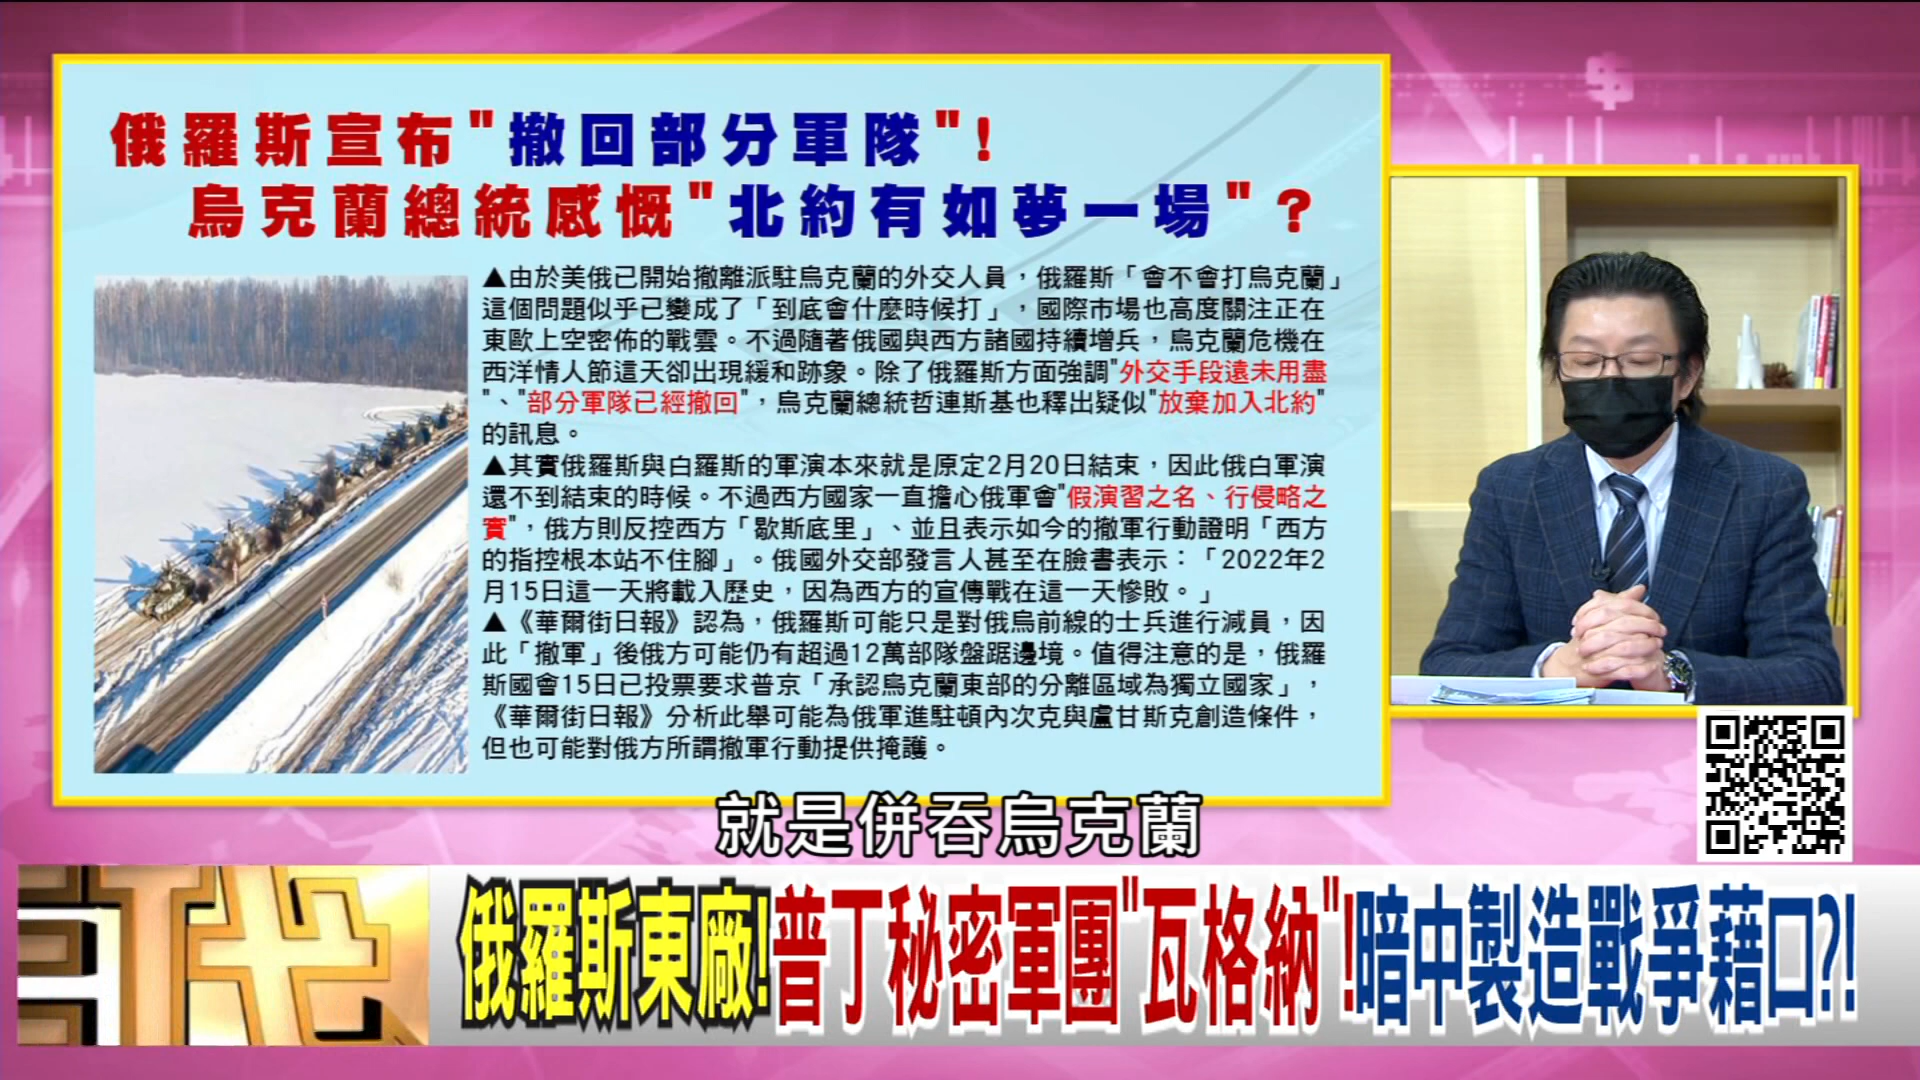 俄羅斯宣布"撤回部分軍隊"!
烏克蘭總統感慨"北約有如夢一場"?
▲由於美俄已開始撤離派駐烏克蘭的外交人員，俄羅斯「會不會打烏克蘭」
這個問題似乎已變成了「到底會什麼時候打」，國際市場也高度關注正在
東歐上空密佈的戰雲。不過隨著俄國與西方諸國持續增兵，烏克蘭危機在
西洋情人節這天卻出現緩和跡象。除了俄羅斯方面強調"外交手段遠未用盡
"、"部分軍隊已經撤回"，烏克蘭總統哲連斯基也釋出疑似"放棄加入北約"
的訊息。
▲其實俄羅斯與白羅斯的軍演本來就是原定2月20日結束，因此俄白軍演
還不到結束的時候。不過西方國家一直擔心俄軍會"假演習之名、行侵略之
實"，俄方則反控西方「歇斯底里」、並且表示如今的撤軍行動證明「西方
的指控根本站不住腳」。俄國外交部發言人甚至在臉書表示：「2022年2
月15日這一天將載入歷史，因為西方的宣傳戰在這一天慘敗。」
▲《華爾街日報》認為，俄羅斯可能只是對俄烏前線的士兵進行減員，因
此「撤軍」後俄方可能仍有超過12萬部隊盤踞邊境。值得注意的是，俄羅
斯國會15日已投票要求普京「承認烏克蘭東部的分離區域為獨立國家」，
《華爾街日報》分析此舉可能為俄軍進駐頓內次克與盧甘斯克創造條件，
但也可能對俄方所謂撤軍行動提供掩護。
就是併吞烏克蘭
俄羅斯東廠!普丁秘密軍團"瓦格納"!暗中製造戰爭藉口?!